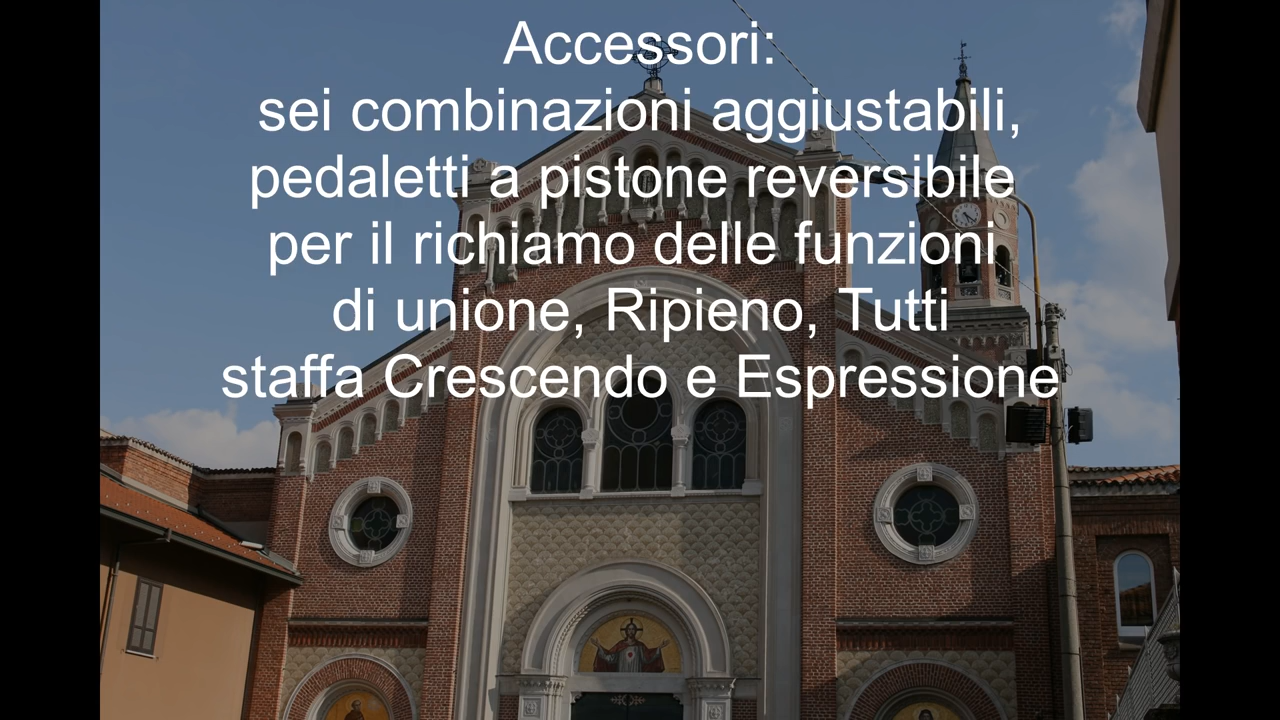 Accessori:
sei combinazioni aggiustabili,
pedaletti a pistone reversibile
per il richiamo delle funzioni
di unione, Ripieno, Tutti
staffa Crescendo e Espressione